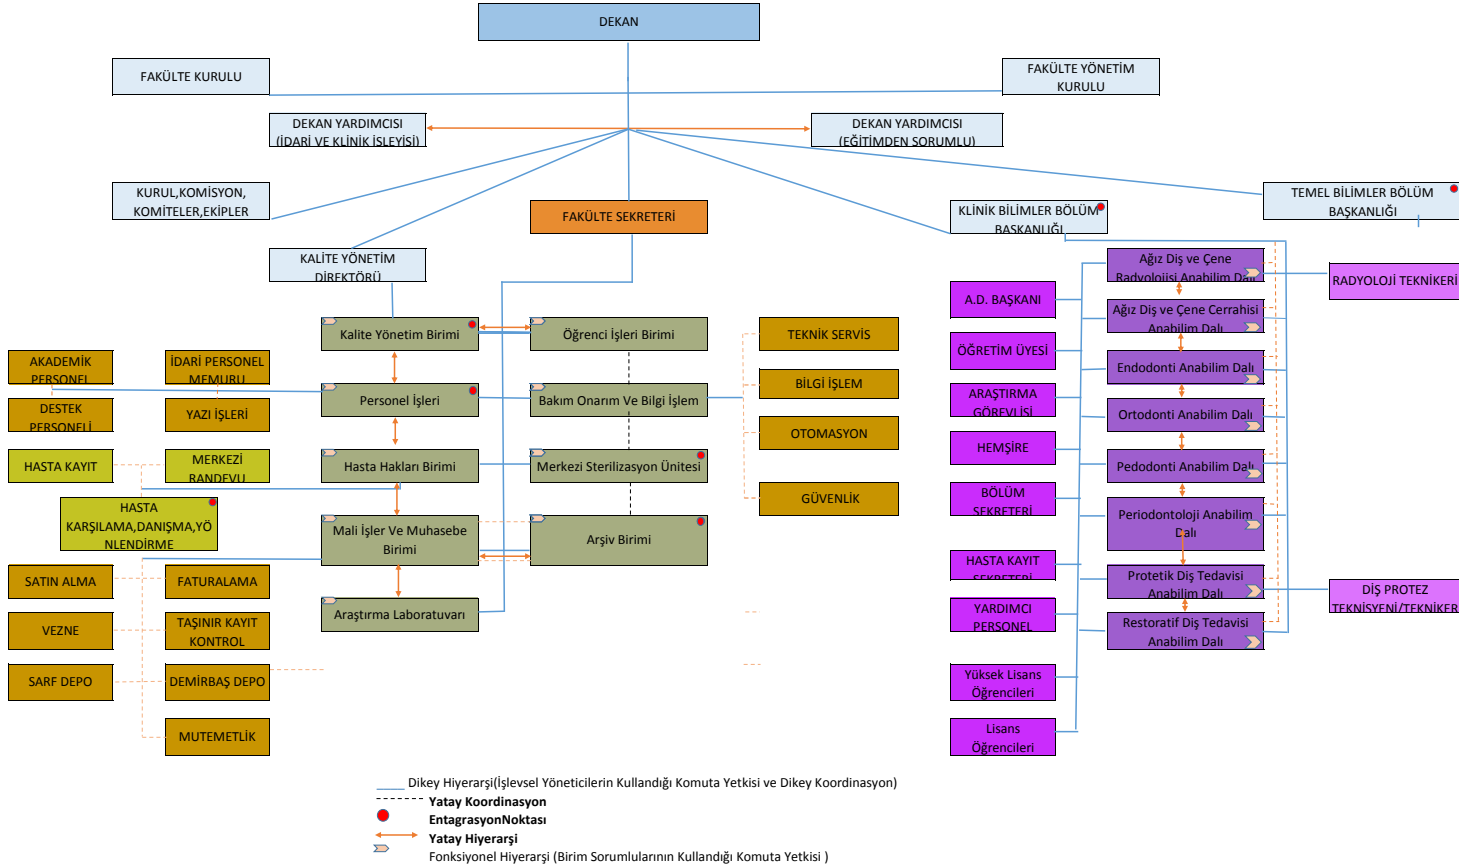 DEKAN
FAKÜLTE KURULU
FAKÜLTE YÖNETİM
KURULU
DEKAN YARDIMCISI
(İDARİ VE KLİNİK İŞLEYİŞİ)
DEKAN YARDIMCISI
(EĞİTİMDEN SORUMLU)
KURUL,KOMİSYON,
KOMİTELER,EKİPLER
FAKÜLTE SEKRETERİ
KLİNİK BİLİMLER BÖLÜM
BAŞKANLIĞI
TEMEL BİLİMLER BÖLÜM
BAŞKANLIĞI
KALİTE YÖNETİM
DİREKTÖRÜ
Kalite Yönetim Birimi
Öğrenci İşleri Birimi
Personel İşleri
Bakım Onarım Ve Bilgi İşlem
Hasta Hakları Birimi
Merkezi Sterilizasyon Ünitesi
Mali İşler Ve Muhasebe
Birimi
Arşiv Birimi
Araştırma Laboratuvarı
AKADEMİK
PERSONEL
İDARİ PERSONEL
MEMURU
DESTEK
PERSONELİ
YAZI İŞLERİ
HASTA KAYIT
MERKEZİ
RANDEVU
HASTA
KARŞILAMA,DANIŞMA,YÖ
NLENDİRME
SATIN ALMA
FATURALAMA
VEZNE
TAŞINIR KAYIT
KONTROL
SARF DEPO
DEMİRBAŞ DEPO
MUTEMETLİK
TEKNİK SERVİS
BİLGİ İŞLEM
OTOMASYON
GÜVENLİK
A.D. BAŞKANI
ÖĞRETİM ÜYESİ
ARAŞTIRMA
GÖREVLİSİ
HEMŞİRE
BÖLÜM
SEKRETERİ
HASTA KAYIT
SEKRETERİ
YARDIMCI
PERSONEL
Yüksek Lisans
Öğrencileri
Lisans
Öğrencileri
Ağız Diş ve Çene
Radyolojisi Anabilim Dalı
Ağız Diş ve Çene Cerrahisi
Anabilim Dalı
Endodonti Anabilim Dalı
Ortodonti Anabilim Dalı
Pedodonti Anabilim Dalı
Periodontoloji Anabilim
Dalı
Protetik Diş Tedavisi
Anabilim Dalı
Restoratif Diş Tedavisi
Anabilim Dalı
RADYOLOJİ TEKNİKERİ
DİŞ PROTEZ
TEKNİSYENİ/TEKNİKER
Dikey Hiyerarşi(İşlevsel Yöneticilerin Kullandığı Komuta Yetkisi ve Dikey Koordinasyon)
Yatay Koordinasyon
EntagrasyonNoktası
Yatay Hiyerarşi
Fonksiyonel Hiyerarşi (Birim Sorumlularının Kullandığı Komuta Yetkisi )